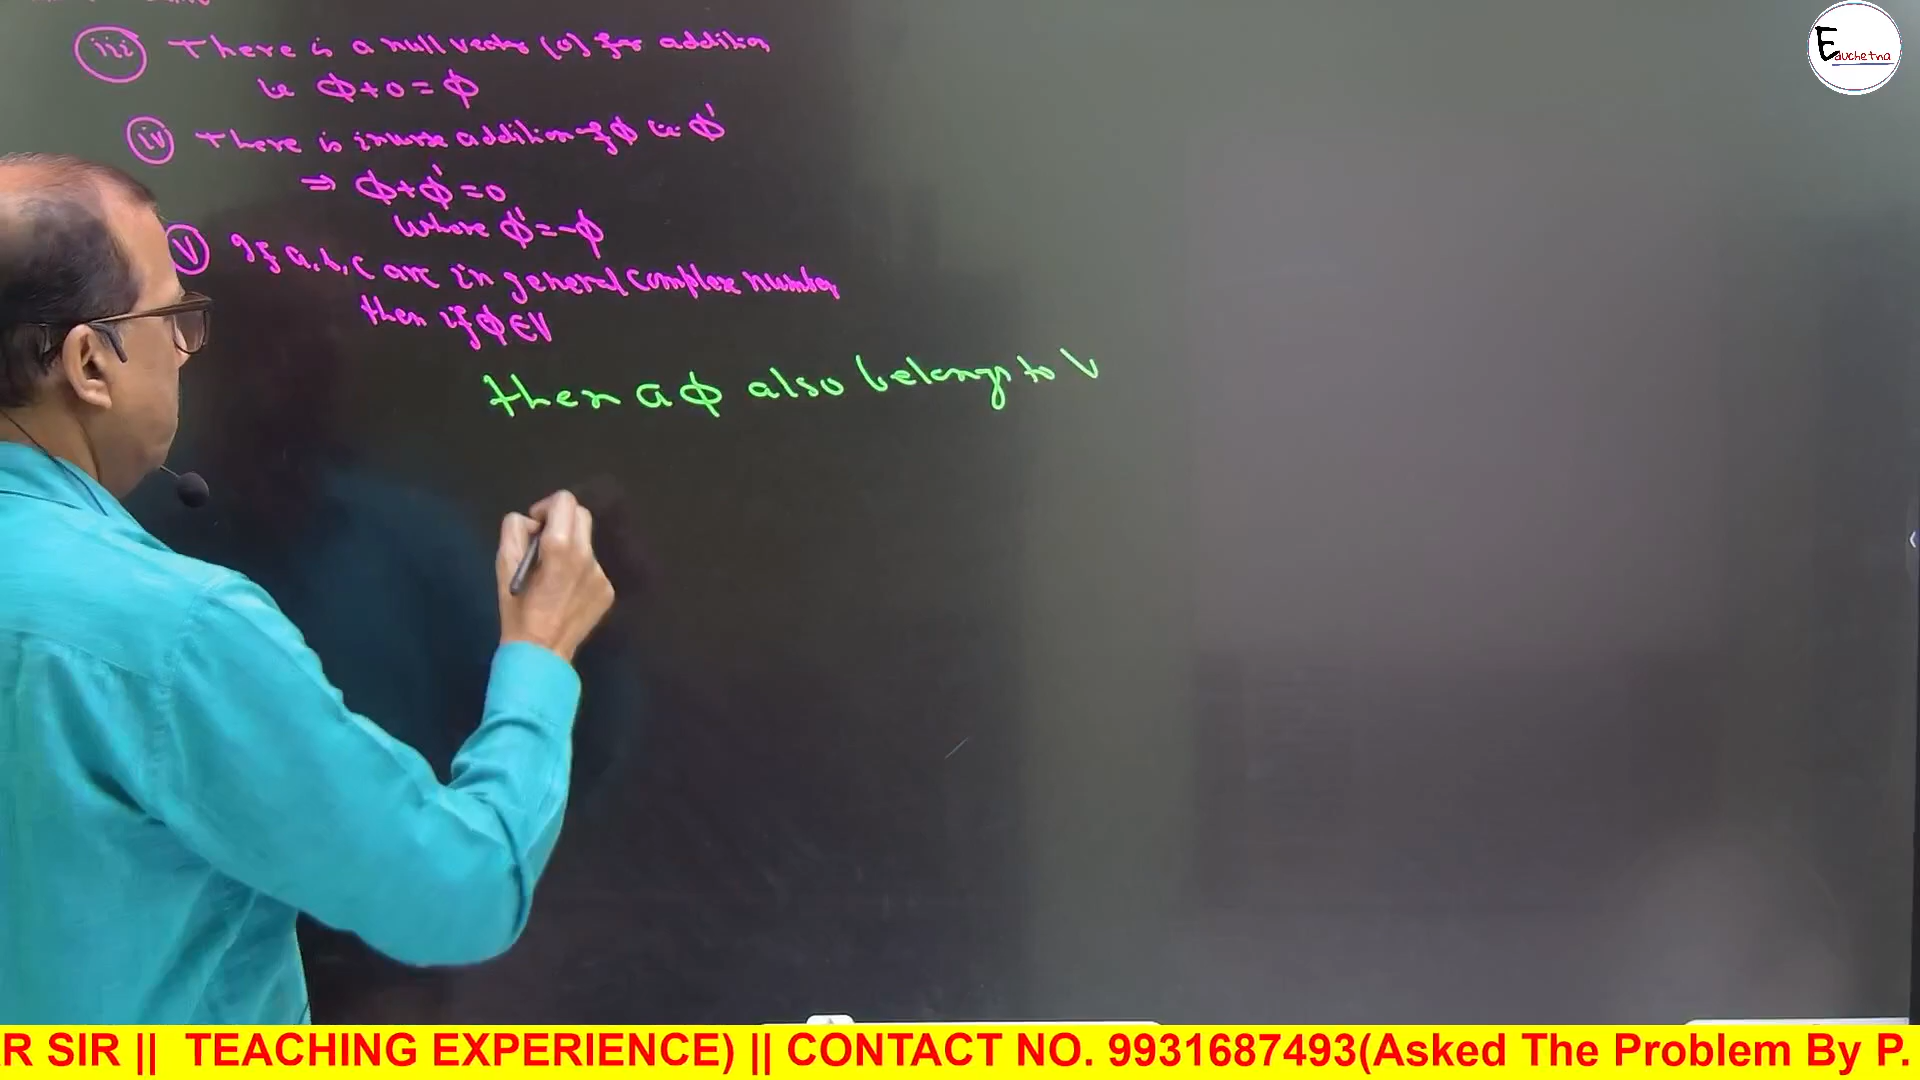 iii There is a null vector (0) for addition
ie ϕ+0=ϕ
iv There is inverse addition of ϕ ie ϕ'
⇒ ϕ+ϕ'=0
where ϕ'=-ϕ
v If a, b, c are in general complex number
then if ϕ∈V
then aϕ also belongs to V
Educhetna
R SIR || TEACHING EXPERIENCE) || CONTACT NO. 9931687493(Asked The Problem By P.